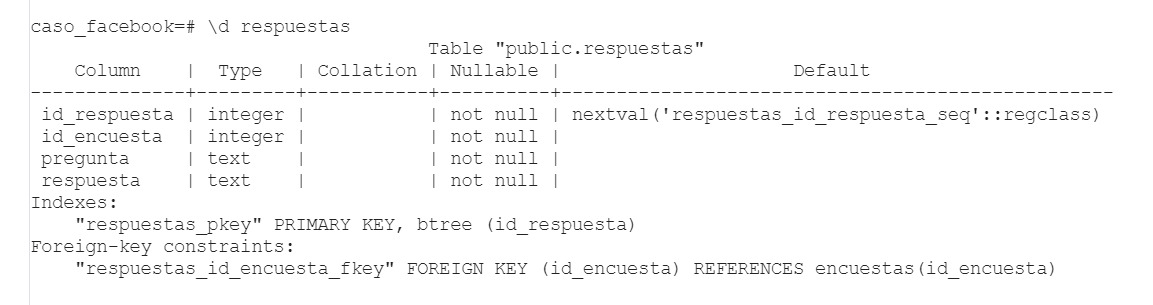 caso_facebook=# \d respuestas
                                  Table "public.respuestas"
    Column    |  Type   | Collation | Nullable |                      Default
--------------+---------+-----------+----------+---------------------------------------------------
 id_respuesta | integer |           | not null | nextval('respuestas_id_respuesta_seq'::regclass)
 id_encuesta  | integer |           | not null |
 pregunta     | text    |           | not null |
 respuesta    | text    |           | not null |
Indexes:
    "respuestas_pkey" PRIMARY KEY, btree (id_respuesta)
Foreign-key constraints:
    "respuestas_id_encuesta_fkey" FOREIGN KEY (id_encuesta) REFERENCES encuestas(id_encuesta)